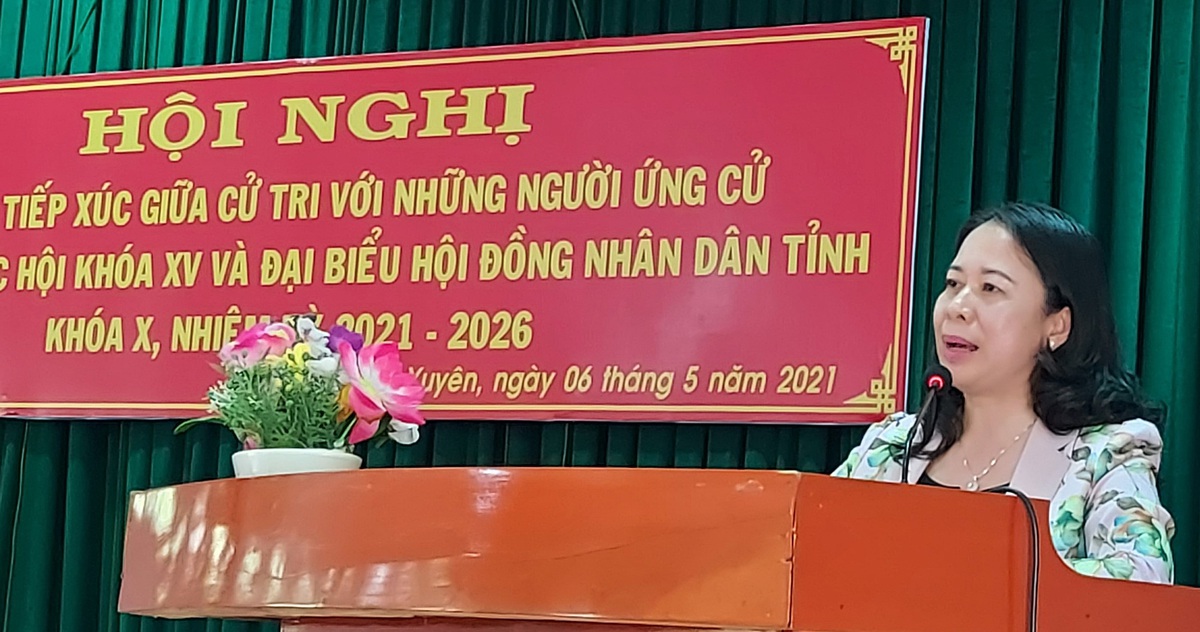 HỘI NGHỊ
TIẾP XÚC GIỮA CỬ TRI VỚI NHỮNG NGƯỜI ỨNG CỬ
HỘI KHÓA XV VÀ ĐẠI BIỂU HỘI ĐỒNG NHÂN DÂN TỈNH
KHÓA X, 2021 - 2026
Xuyên, ngày 06 tháng 5 năm 2021